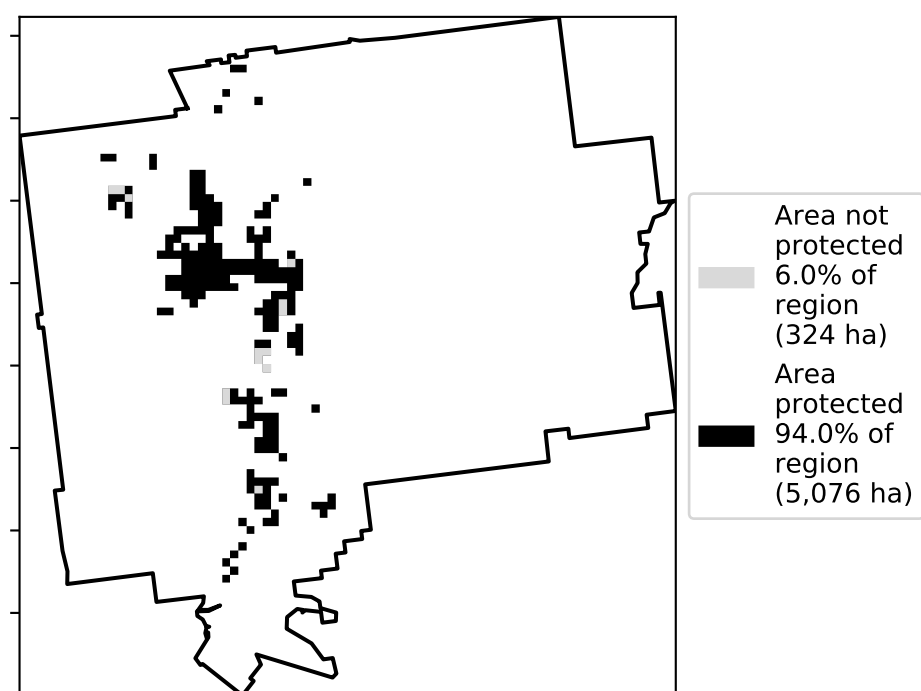 Area not
protected
6.0% of
region
(324 ha)
Area
protected
94.0% of
region
(5,076 ha)